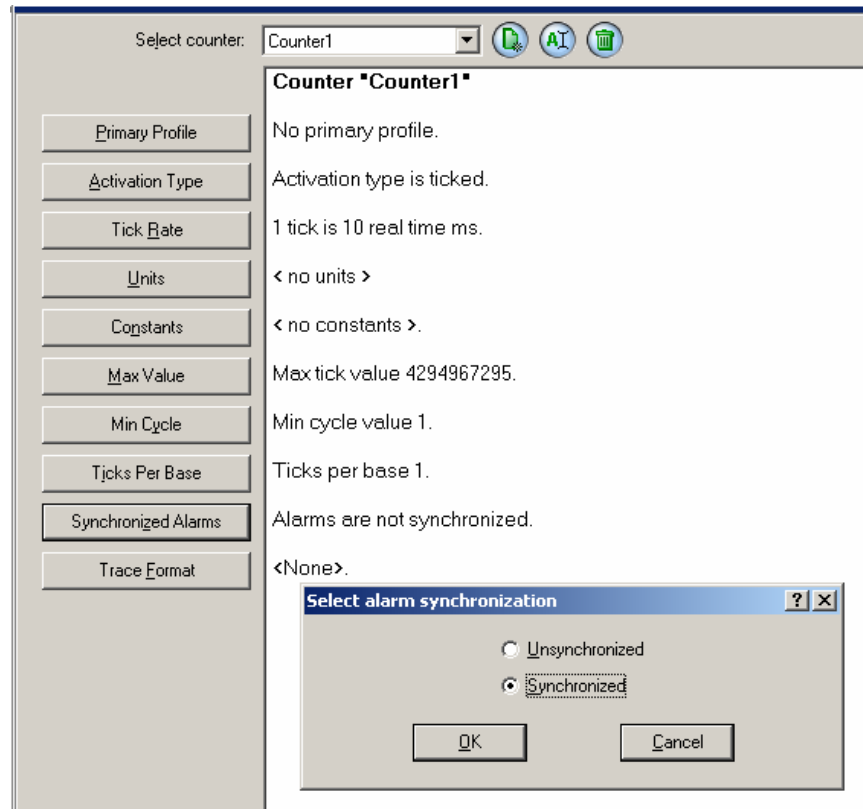 Select counter: Counter1
Counter "Counter1"
Primary Profile No primary profile.
Activation Type Activation type is ticked.
Tick Rate 1 tick is 10 real time ms.
Units < no units >
Constants < no constants >.
Max Value Max tick value 4294967295.
Min Cycle Min cycle value 1.
Ticks Per Base Ticks per base 1.
Synchronized Alarms Alarms are not synchronized.
Trace Format <None>.
Select alarm synchronization
Unsynchronized
Synchronized
OK Cancel